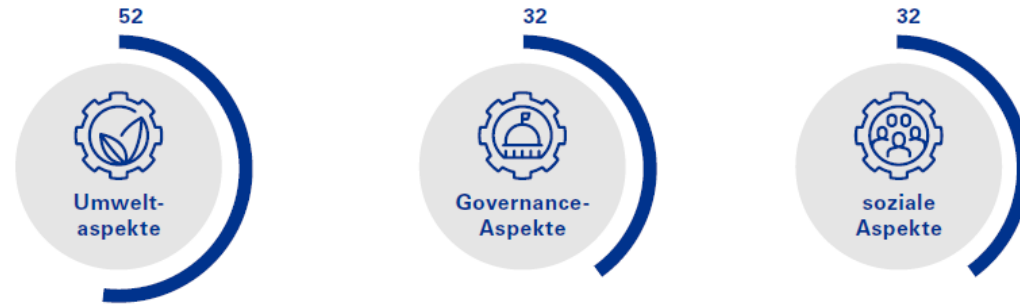 52
Umwelt-
aspekte
32
Governance-
Aspekte
32
soziale
Aspekte